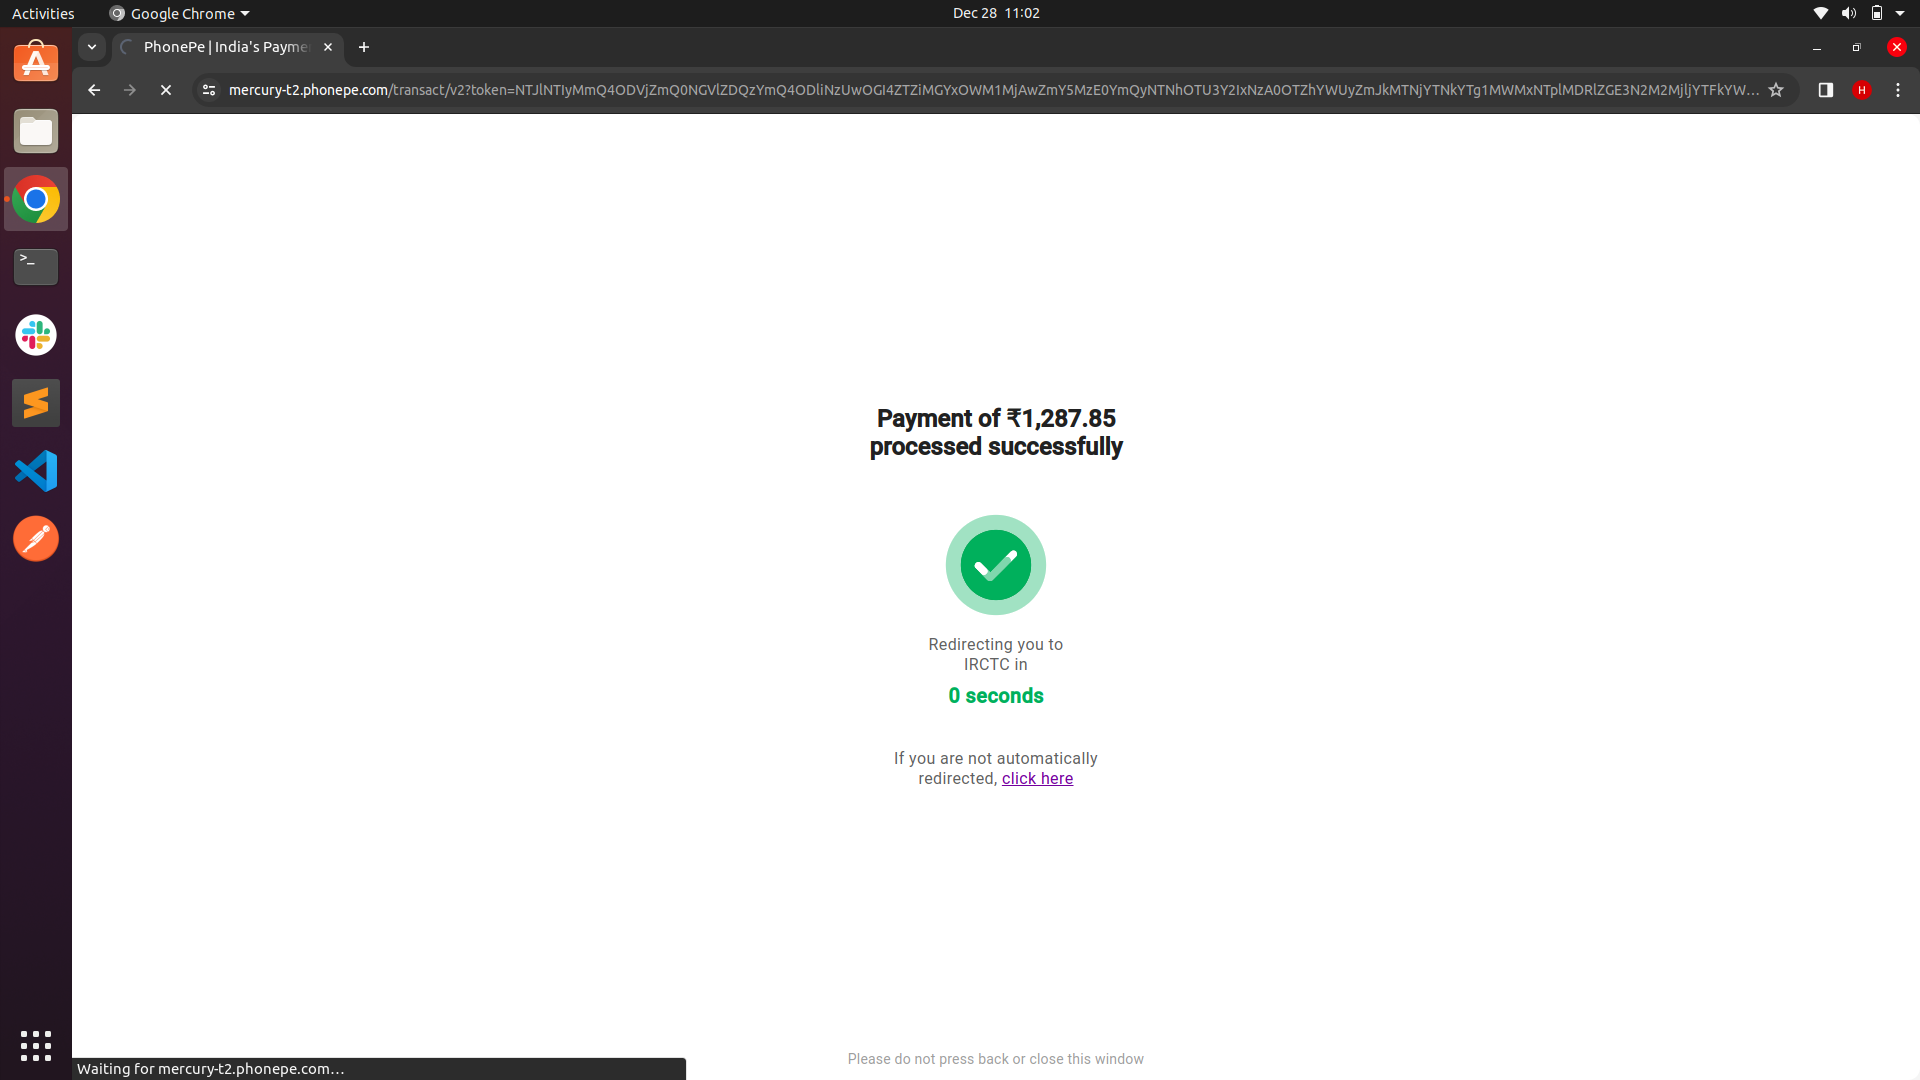 Activities
Google Chrome
Dec 28 11:02
PhonePe | India's Payme
mercury-t2.phonepe.com/transact/v2?token=NTJlNTIyMmQ4ODVjZmQ0NGVlZDQzYmQ4ODliNzUwOGI4ZTZiMGYxOWM1MjAwZmY5MzE0YmQyNTNhOTU3Y2IxNzA0OTZhYWUyZmJkMTNjYTNkYTg1MWMxNTplMDRlZGE3N2M2MjljYTFkYW...
H
Payment of ₹1,287.85
processed successfully
Redirecting you to
IRCTC in
0 seconds
If you are not automatically
redirected, click here
Please do not press back or close this window
Waiting for mercury-t2.phonepe.com...